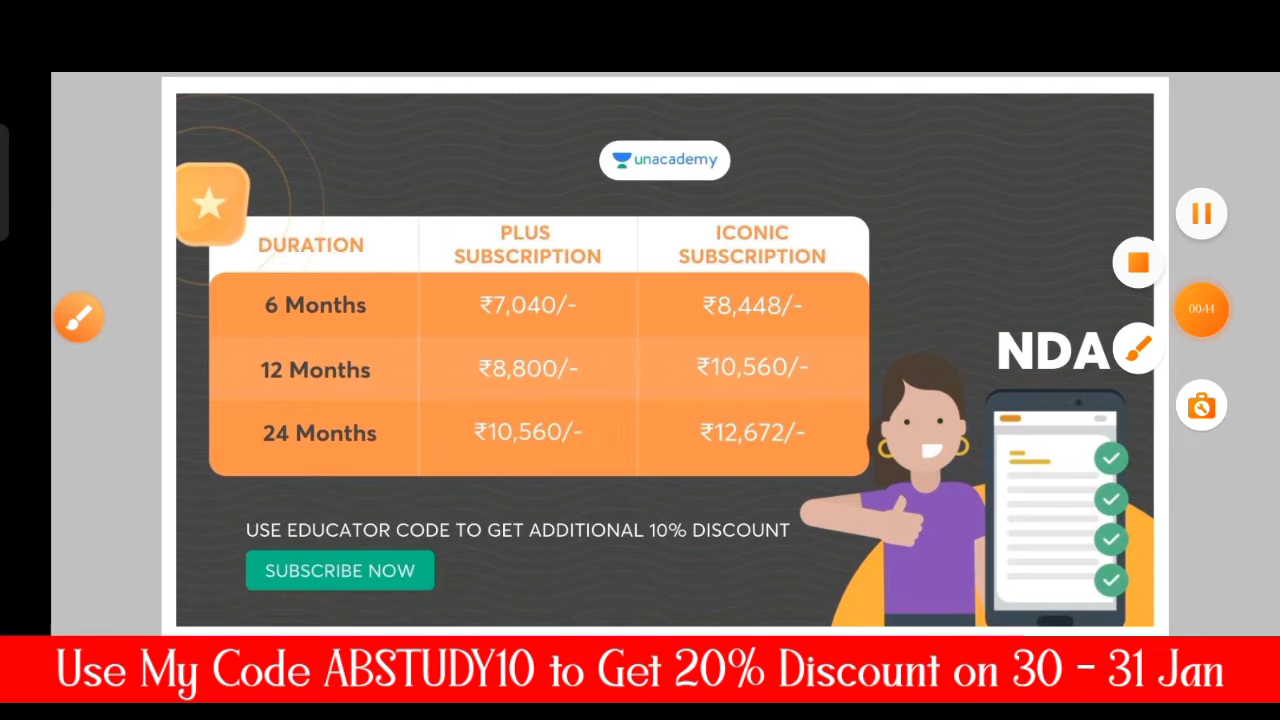 unacademy
DURATION
PLUS
SUBSCRIPTION
ICONIC
SUBSCRIPTION
6 Months
₹7,040/-
₹8,448/-
12 Months
₹8,800/-
₹10,560/-
24 Months
₹10,560/-
₹12,672/-
NDA
00:44
USE EDUCATOR CODE TO GET ADDITIONAL 10% DISCOUNT
SUBSCRIBE NOW
Use My Code ABSTUDY10 to Get 20% Discount on 30 - 31 Jan